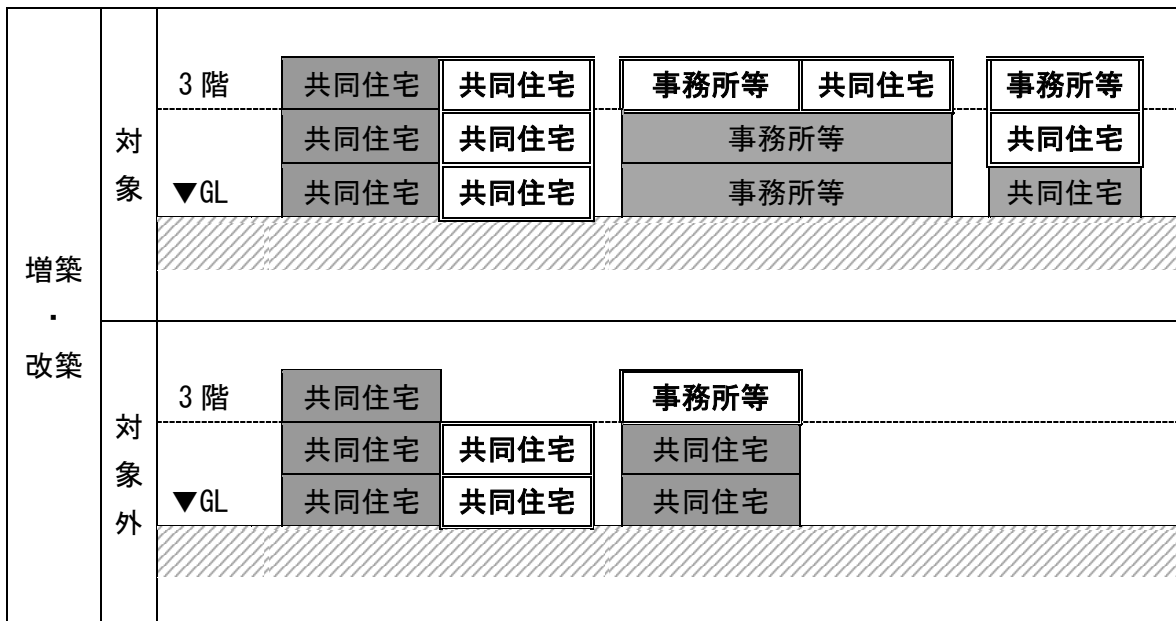 増築
・
改築
対
象
3 階 共同住宅 共同住宅 事務所等 共同住宅 事務所等
共同住宅 共同住宅 事務所等 共同住宅
▼GL 共同住宅 共同住宅 事務所等 共同住宅
対
象
外
3 階 共同住宅 事務所等
共同住宅 共同住宅 共同住宅
▼GL 共同住宅 共同住宅 共同住宅